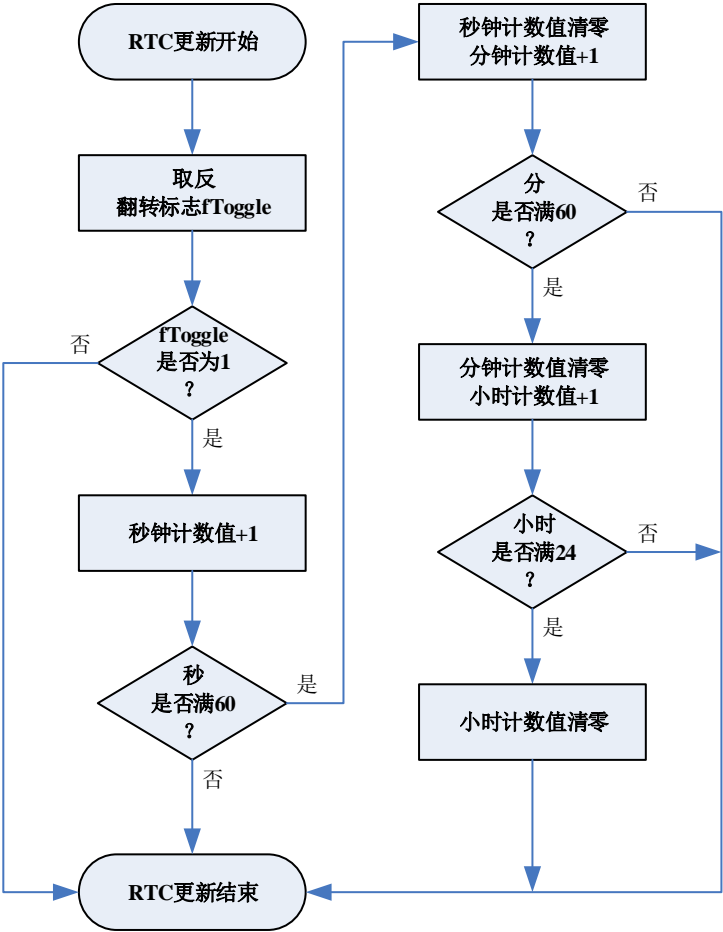 RTC更新开始
取反
翻转标志fToggle
fToggle
是否为1
？
否
是
秒钟计数值+1
秒
是否满60
？
是
否
RTC更新结束
秒钟计数值清零
分钟计数值+1
分
是否满60
？
否
是
分钟计数值清零
小时计数值+1
小时
是否满24
？
否
是
小时计数值清零